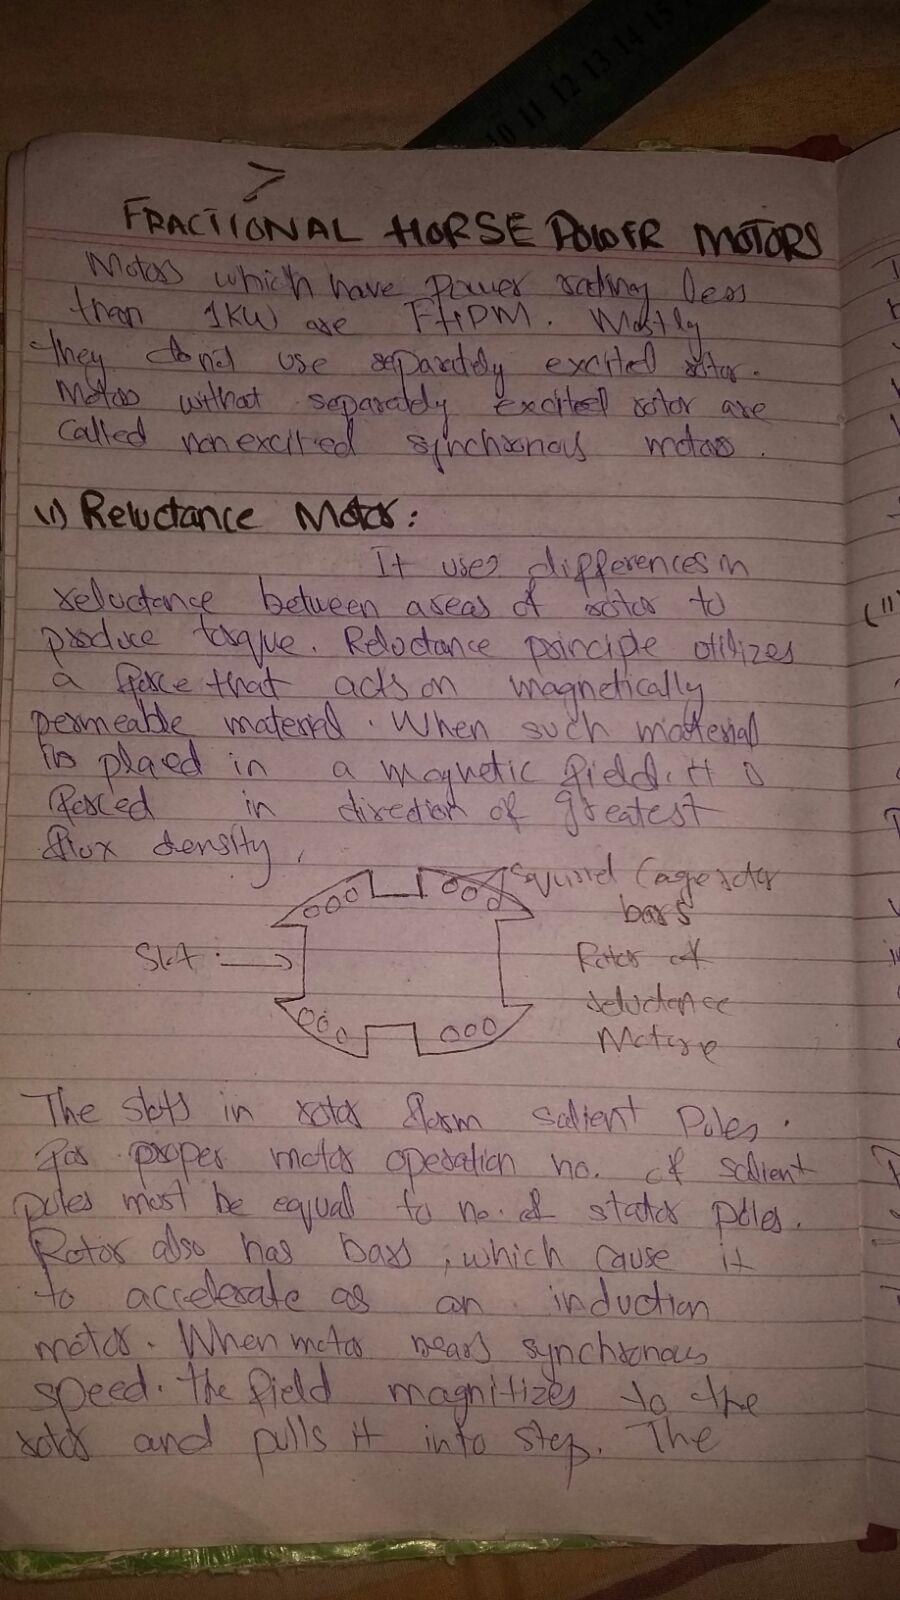 10 11 12 13 14 15
FRACTIONAL HORSE POWER MOTORS
Motors which have power rating less
than 1KW are FHPM. Mostly
they do not use separately excited rotor.
Motors without separately excited rotor are
called nonexcited synchronous motors.
(1) Reluctance Motor:
It uses differences in
reluctance between areas of rotor to
produce torque. Reluctance principle utilizes
a force that acts on magnetically
permeable material. When such material
is placed in a magnetic field. it is
forced in direction of greatest
flux density.
Squirrel Cage rotor
bars
Slot
Rotor of
reluctance
Motore
The slots in rotor form salient Poles.
For proper motor operation no. of salient
poles must be equal to no. of stator poles.
Rotor also has bars, which cause it
to accelerate as an induction
motor. When motor nears synchronous
speed. the field magnitizes to the
rotor and pulls it into step. The
(11)